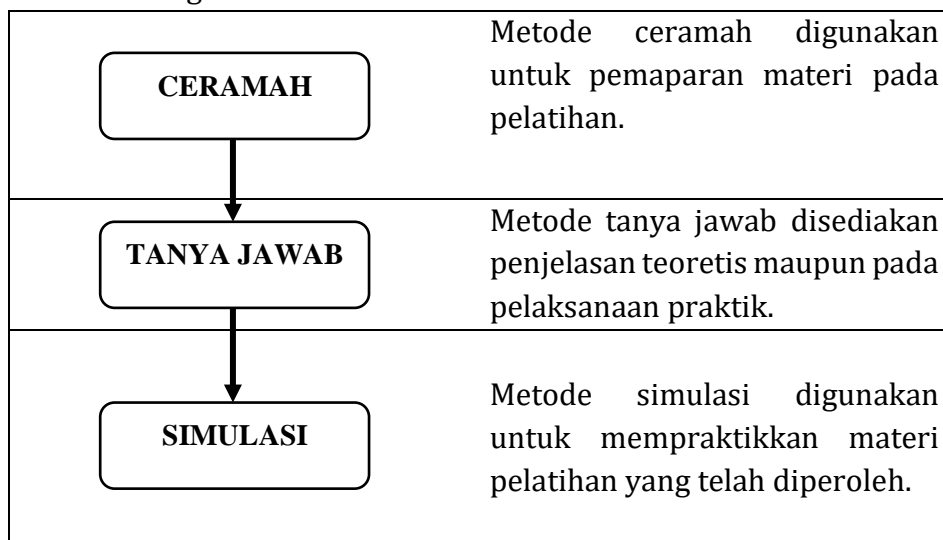 CERAMAH
Metode ceramah digunakan
untuk pemaparan materi pada
pelatihan.
TANYA JAWAB
Metode tanya jawab disediakan
penjelasan teoretis maupun pada
pelaksanaan praktik.
SIMULASI
Metode simulasi digunakan
untuk mempraktikkan materi
pelatihan yang telah diperoleh.